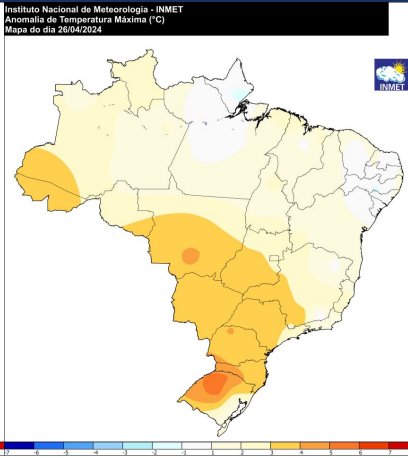 Instituto Nacional de Meteorologia - INMET
Anomalia de Temperatura Máxima (°C)
Mapa do dia 26/04/2024
INMET
-7 -6 -5 -4 -3 -2 -1 1 2 3 4 5 6 7